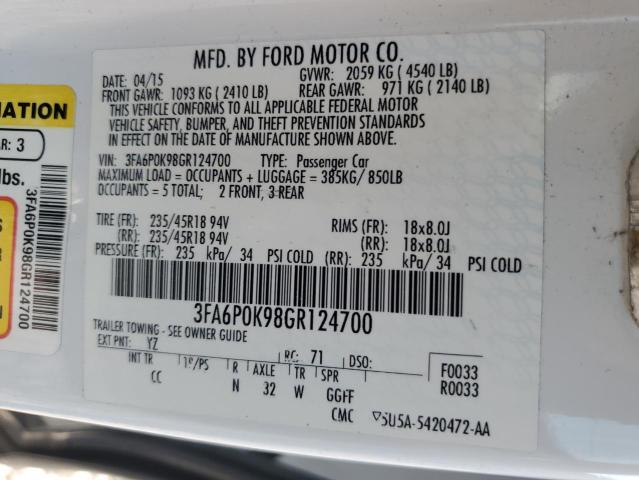 MFD. BY FORD MOTOR CO.
DATE: 04/15 GVWR: 2059 KG ( 4540 LB)
FRONT GAWR: 1093 KG ( 2410 LB) REAR GAWR: 971 KG ( 2140 LB)
THIS VEHICLE CONFORMS TO ALL APPLICABLE FEDERAL MOTOR
VEHICLE SAFETY, BUMPER, AND THEFT PREVENTION STANDARDS
IN EFFECT ON THE DATE OF MANUFACTURE SHOWN ABOVE.
VIN: 3FA6P0K98GR124700 TYPE: Passenger Car
MAXIMUM LOAD = OCCUPANTS + LUGGAGE = 385KG/ 850LB
OCCUPANTS = 5 TOTAL; 2 FRONT, 3 REAR
TIRE (FR): 235/45R18 94V RIMS (FR): 18x8.0J
(RR): 235/45R18 94V (RR): 18x8.0J
PRESSURE (FR): 235 kPa/ 34 PSI COLD (RR): 235 kPa/ 34 PSI COLD
3FA6P0K98GR124700
TRAILER TOWING - SEE OWNER GUIDE
EXT PNT: YZ RC: 71 DSO: F0033
R0033
INT TR TP/PS R AXLE TR SPR
CC N 32 W GGFF
CMC 5U5A-5420472-AA
MATION
AR: 3
lbs.
3FA6P0K98GR124700